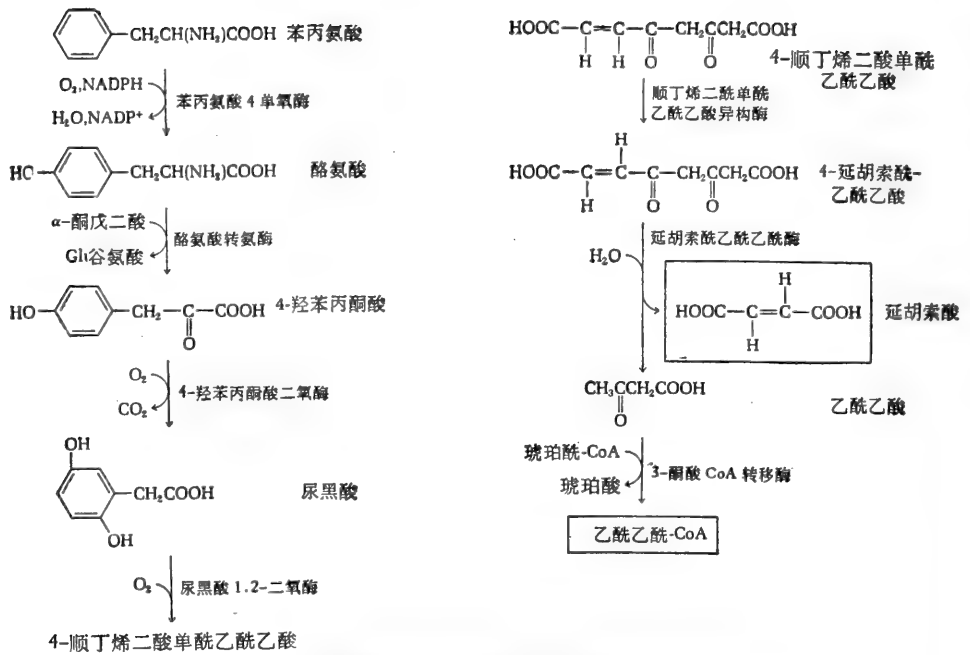 CH₂CH(NH₂)COOH 苯丙氨酸
O₂,NADPH
苯丙氨酸4单氧酶
H₂O,NADP⁺
HO CH₂CH(NH₂)COOH 酪氨酸
α-酮戊二酸
酪氨酸转氨酶
Glu谷氨酸
HO CH₂-C-COOH 4-羟苯丙酮酸
O
O₂
4-羟苯丙酮酸二氧酶
CO₂
OH
CH₂COOH 尿黑酸
OH
O₂ 尿黑酸1.2-二氧酶
4-顺丁烯二酸单酰乙酰乙酸
HOOC-C=C-C-CH₂CCH₂COOH
H H O O
4-顺丁烯二酸单酰
乙酰乙酸
顺丁烯二酰单酰
乙酰乙酸异构酶
H
HOOC-C=C-C-CH₂CCH₂COOH
H O O
4-延胡索酰-
乙酰乙酸
延胡索酰乙酰乙酰酶
H₂O
H
HOOC-C=C-COOH 延胡索酸
H
CH₃CCH₂COOH
O
乙酰乙酸
琥珀酰-CoA
3-酮酸 CoA 转移酶
琥珀酸
乙酰乙酰-CoA